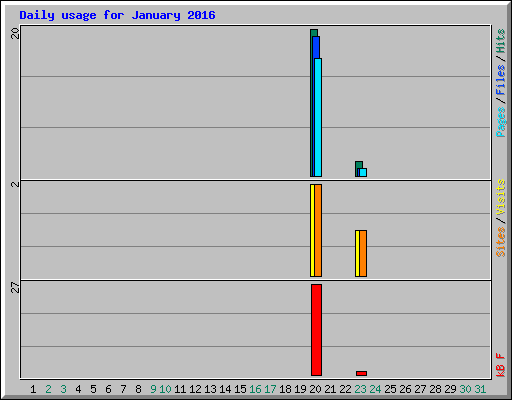 Daily usage for January 2016
20
Pages/Files/Hits
2
Sites/Visits
27
kB F
1 2 3 4 5 6 7 8 9 10 11 12 13 14 15 16 17 18 19 20 21 22 23 24 25 26 27 28 29 30 31